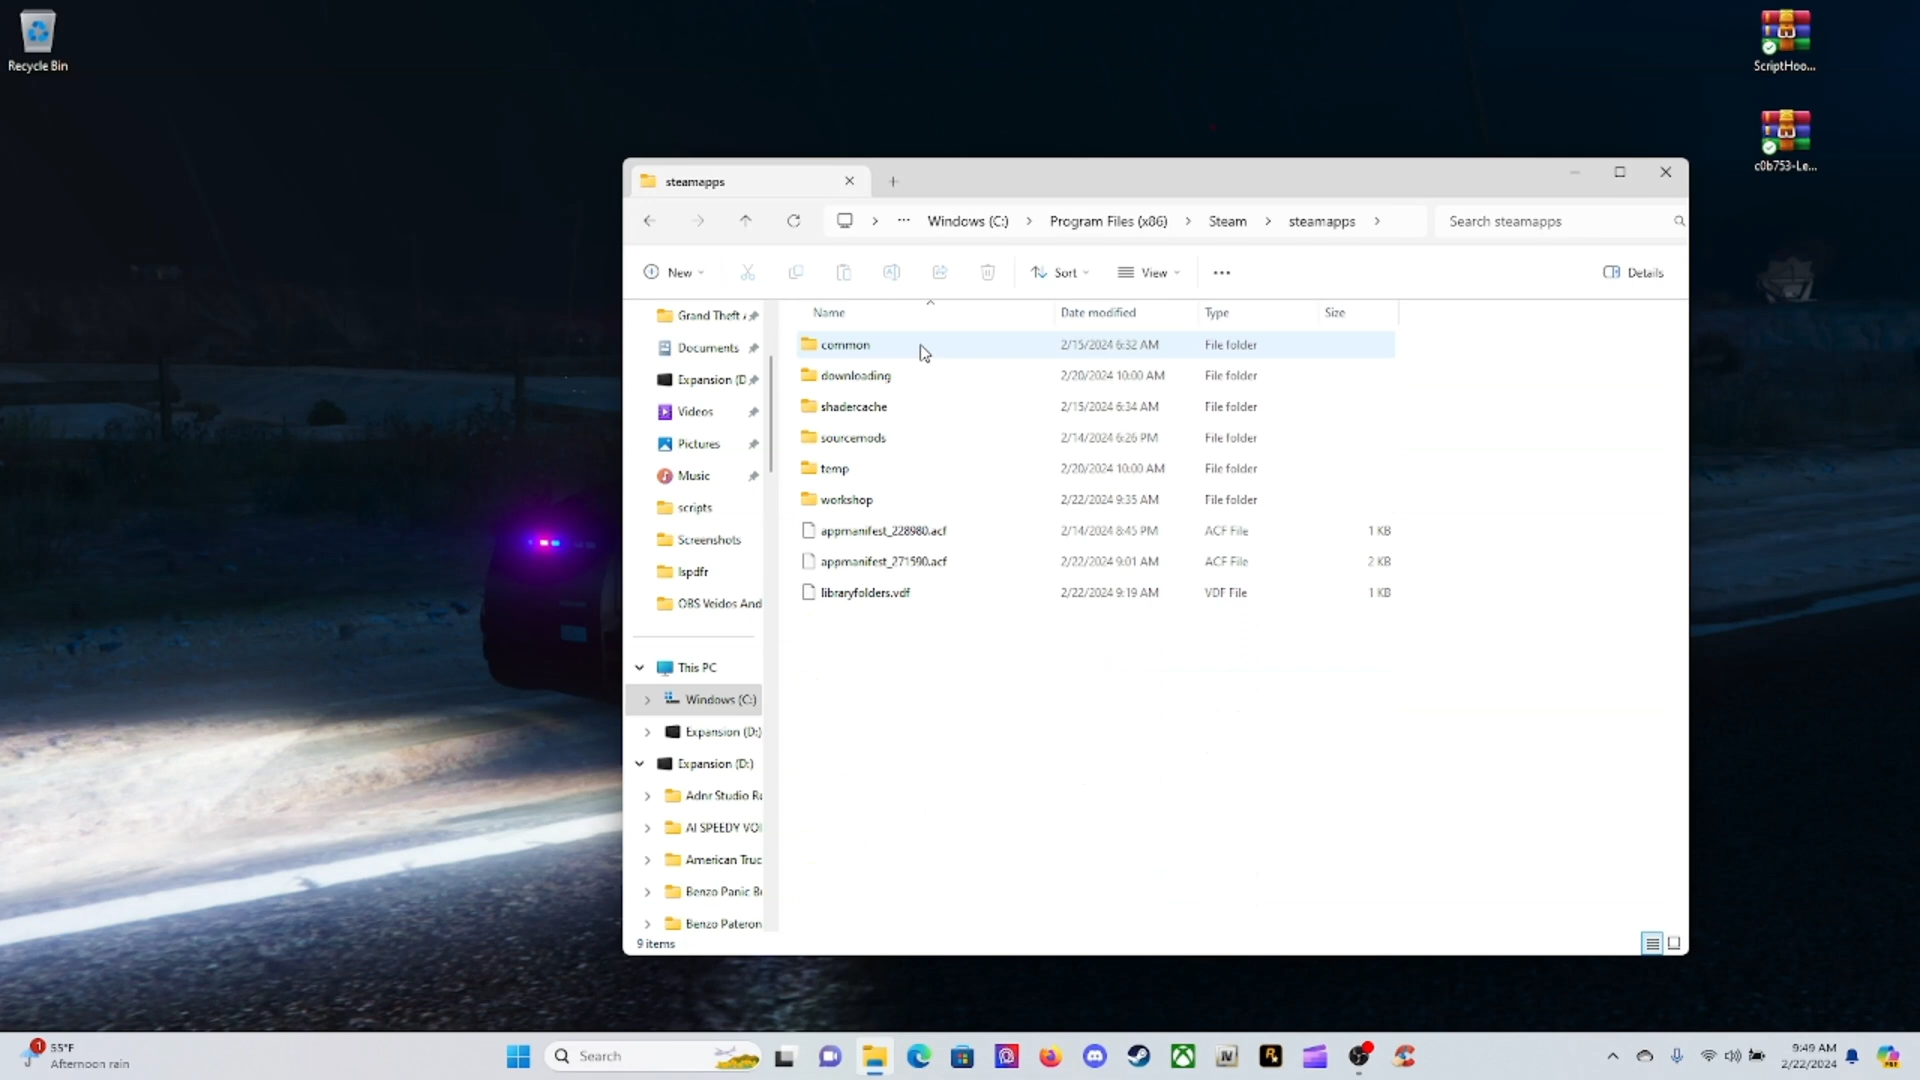 Recycle Bin
ScriptHoo...
c0b753-Le...
steamapps
Windows (C:)
Program Files (x86)
Steam
steamapps
Search steamapps
New
Sort
View
Details
Name
Date modified
Type
Size
common
2/15/2024 6:32 AM
File folder
downloading
2/20/2024 10:00 AM
File folder
shadercache
2/15/2024 6:34 AM
File folder
sourcemods
2/14/2024 6:26 PM
File folder
temp
2/20/2024 10:00 AM
File folder
workshop
2/22/2024 9:35 AM
File folder
appmanifest_228980.acf
2/14/2024 8:45 PM
ACF File
1 KB
appmanifest_271590.acf
2/22/2024 9:01 AM
ACF File
2 KB
libraryfolders.vdf
2/22/2024 9:19 AM
VDF File
1 KB
Grand Theft
Documents
Expansion (D
Videos
Pictures
Music
scripts
Screenshots
lspdfr
OBS Veidos And
This PC
Windows (C:)
Expansion (D:)
Expansion (D:)
Adnr Studio Re
AI SPEEDY VO
American Truc
Benzo Panic B
Benzo Pateron
9 items
1
55°F
Afternoon rain
Search
9:49 AM
2/22/2024